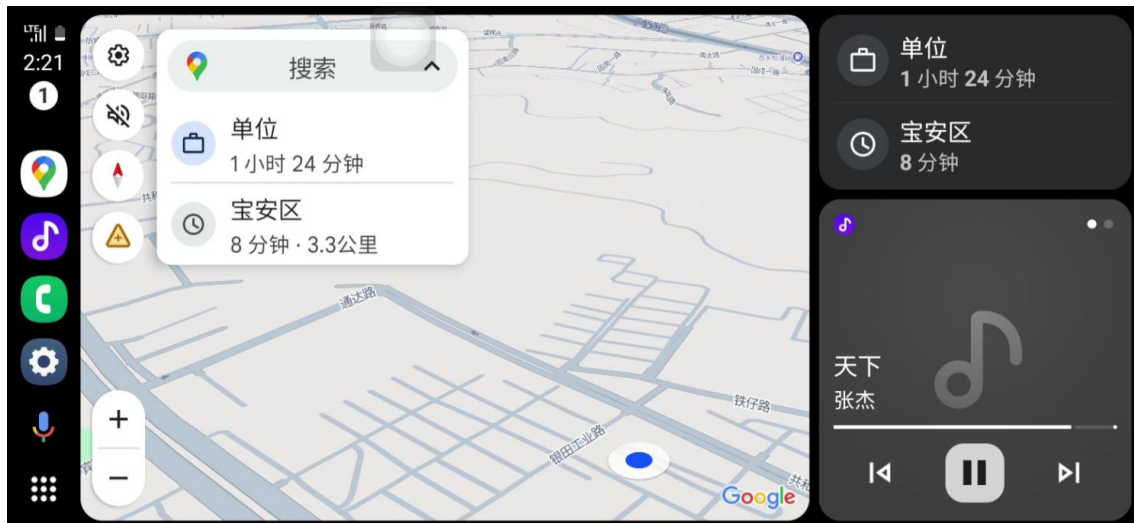 LTE
2:21
1
搜索
单位
1 小时 24 分钟
宝安区
8 分钟 · 3.3公里
通达路
铁仔路
银田工业路
Google
单位
1 小时 24 分钟
宝安区
8 分钟
天下
张杰